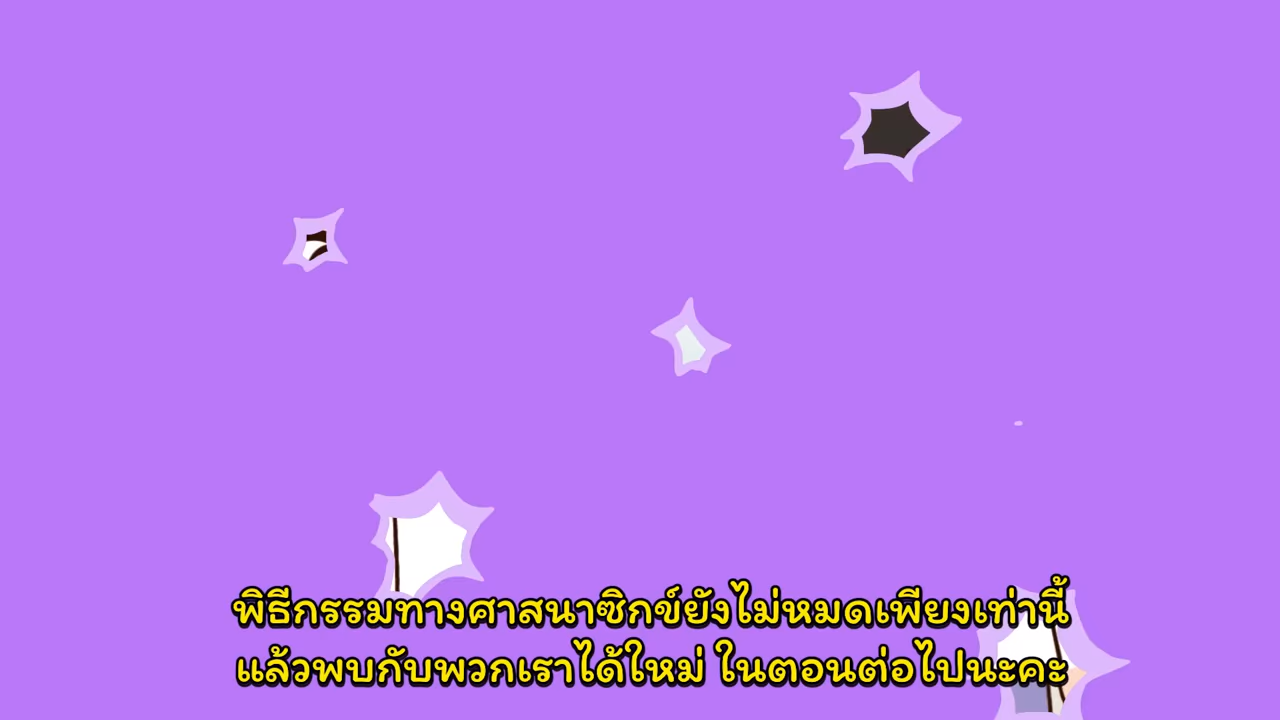 พิธีกรรมทางศาสนาซิกข์ยังไม่หมดเพียงเท่านี้
แล้วพบกับพวกเราได้ใหม่ ในตอนต่อไปนะคะ